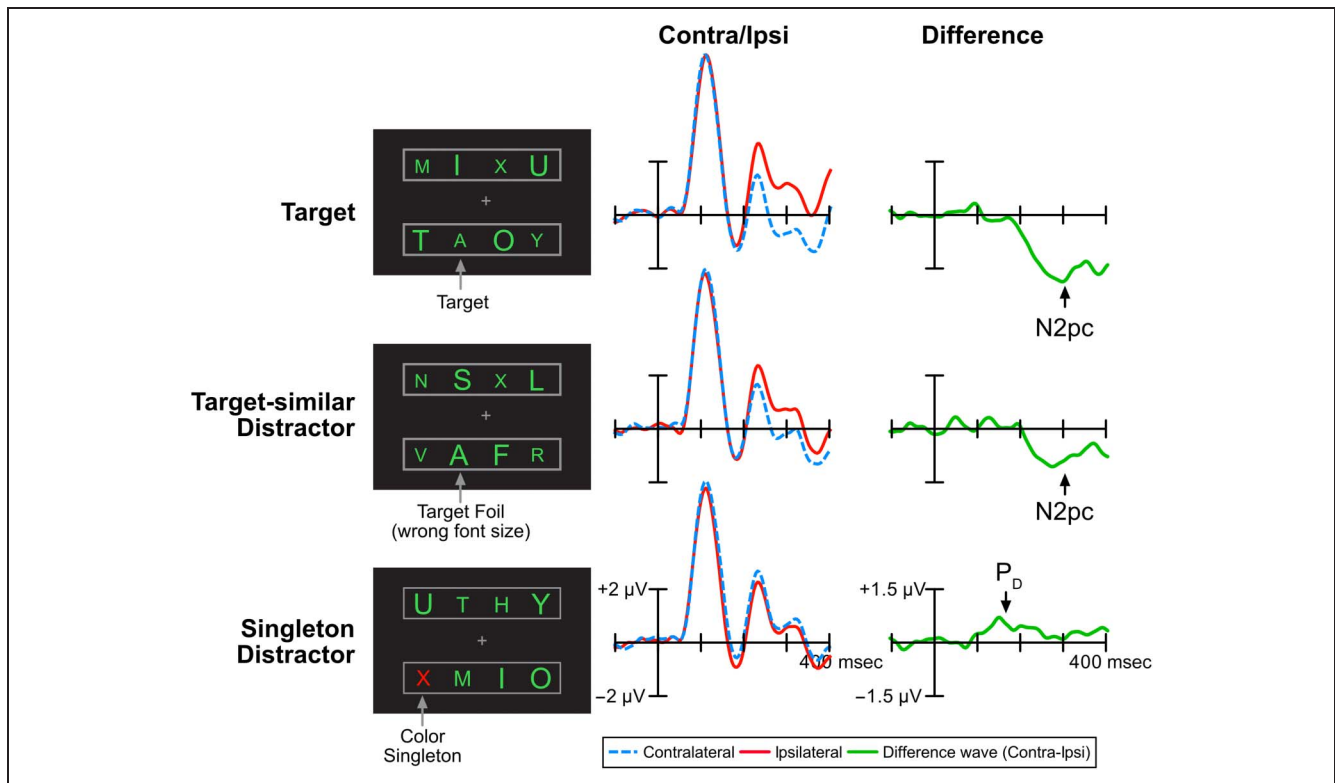 Contra/Ipsi
Difference
Target
M I X U
+
T A O Y
Target
N2pc
Target-similar
Distractor
N S X L
+
V A F R
Target Foil
(wrong font size)
N2pc
Singleton
Distractor
U T H Y
+
X M I O
Color
Singleton
+2 µV
−2 µV
400 msec
+1.5 µV
−1.5 µV
P_D
400 msec
Contralateral Ipsilateral Difference wave (Contra-Ipsi)